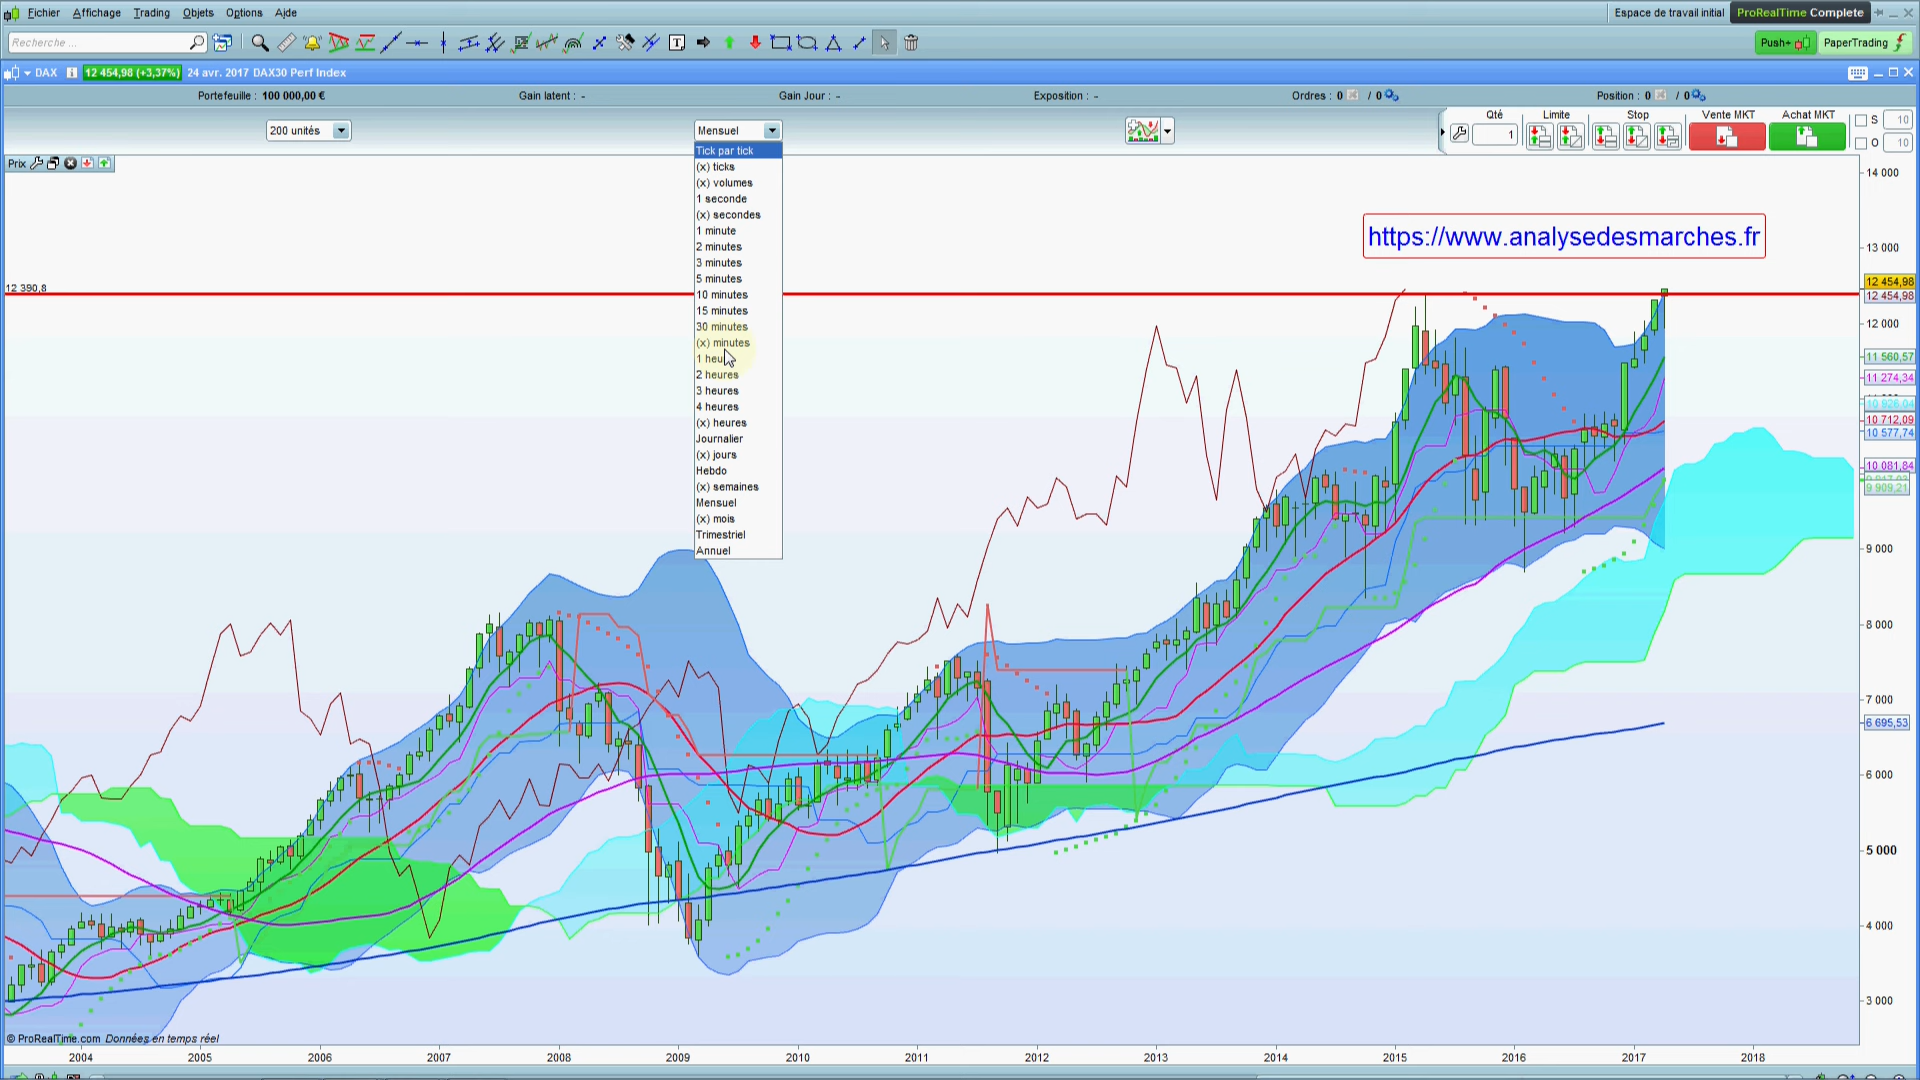 Fichier Affichage Trading Objets Options Aide
Espace de travail initial ProRealTime Complete
Recherche ...
Push+ PaperTrading
DAX 12 454,98 (+3,37%) 24 avr. 2017 DAX30 Perf Index
Portefeuille : 100 000,00 € Gain latent : - Gain Jour : - Exposition : - Ordres : 0 / 0 Position : 0 / 0
Qté Limite Stop Vente MKT Achat MKT
S 10
200 unités Mensuel 1
O 10
Prix
Tick par tick
(x) ticks
(x) volumes
1 seconde
(x) secondes
1 minute
2 minutes
3 minutes
5 minutes
10 minutes
15 minutes
30 minutes
(x) minutes
2 heures
3 heures
4 heures
(x) heures
Journalier
(x) jours
Hebdo
(x) semaines
Mensuel
(x) mois
Trimestriel
Annuel
https://www.analysedesmarches.fr
12 390,8
14 000
13 000
12 454,98
12 454,98
12 000
11 560,57
11 274,34
10 926,04
10 712,09
10 577,74
10 081,84
9 909,21
9 000
8 000
7 000
6 695,53
6 000
5 000
4 000
3 000
© ProRealTime.com Données en temps réel
2004 2005 2006 2007 2008 2009 2010 2011 2012 2013 2014 2015 2016 2017 2018